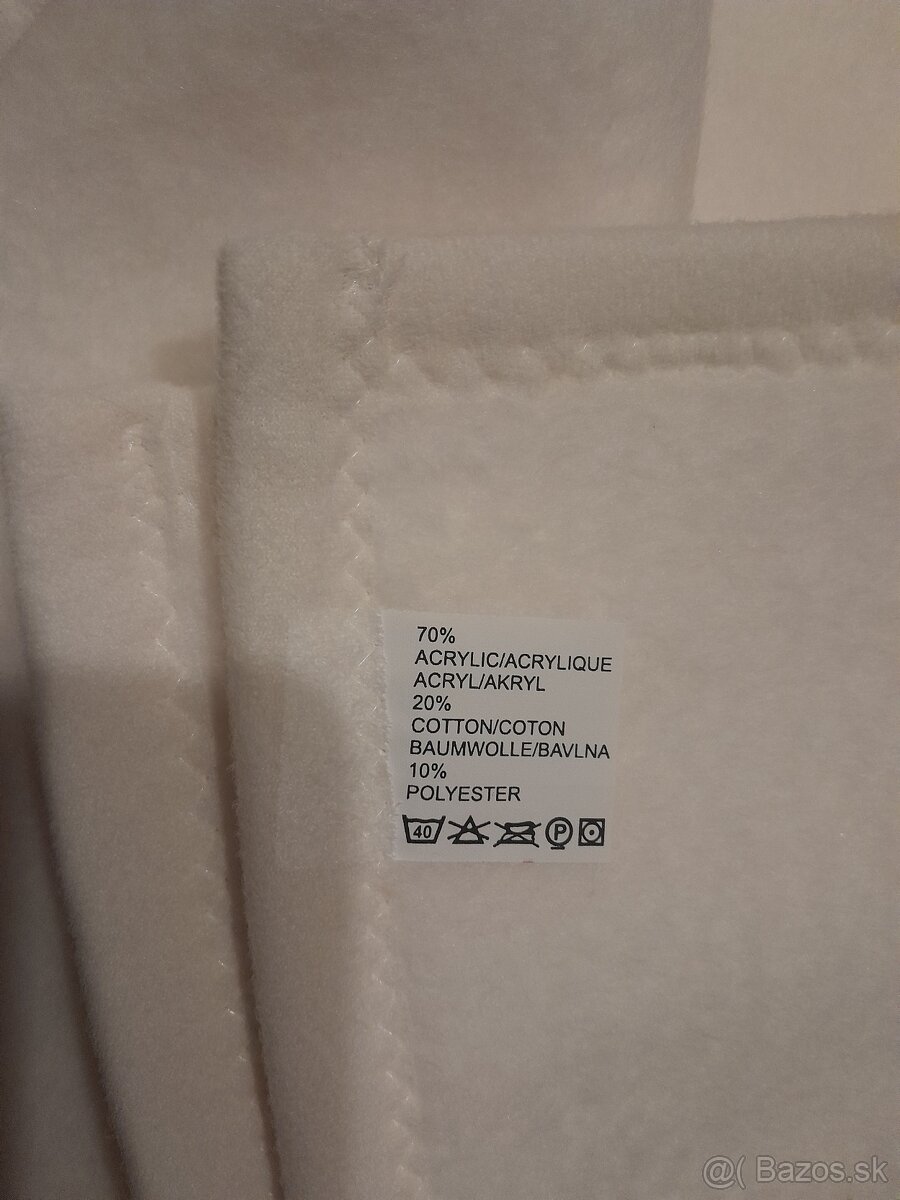 70%
ACRYLIC/ACRYLIQUE
ACRYL/AKRYL
20%
COTTON/COTON
BAUMWOLLE/BAVLNA
10%
POLYESTER
40 P
@( Bazos.sk